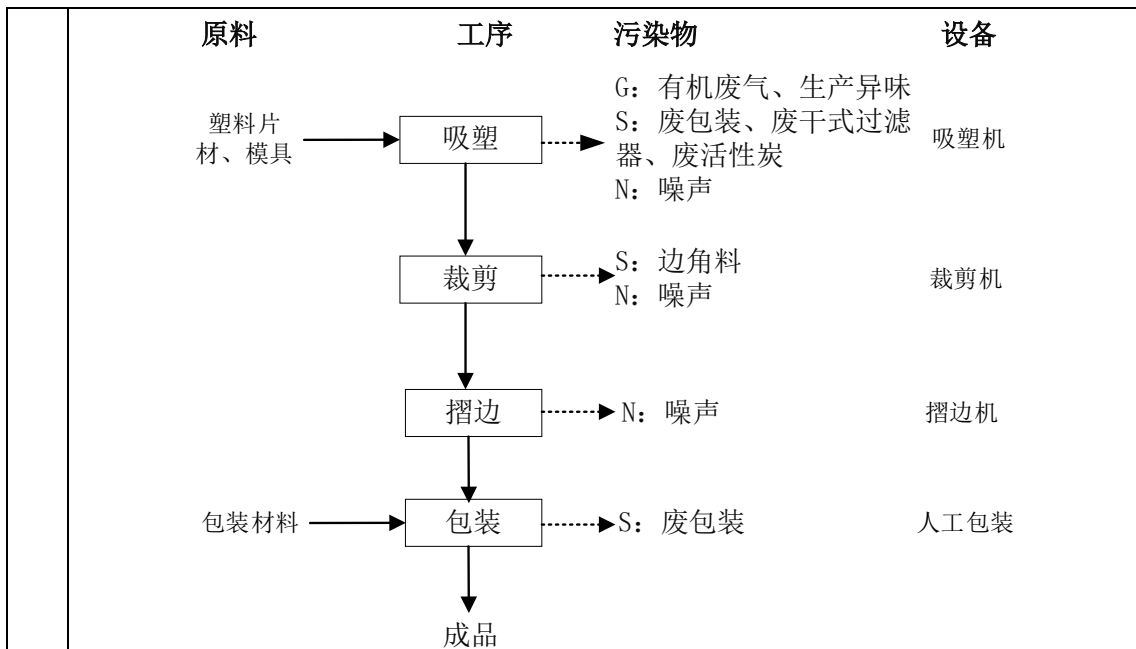 原料 工序 污染物 设备
G: 有机废气、生产异味
塑料片 S: 废包装、废干式过滤
材、模具 吸塑 器、废活性炭 吸塑机
N: 噪声
S: 边角料
裁剪 N: 噪声 裁剪机
摺边 N: 噪声 摺边机
包装材料 包装 S: 废包装 人工包装
成品